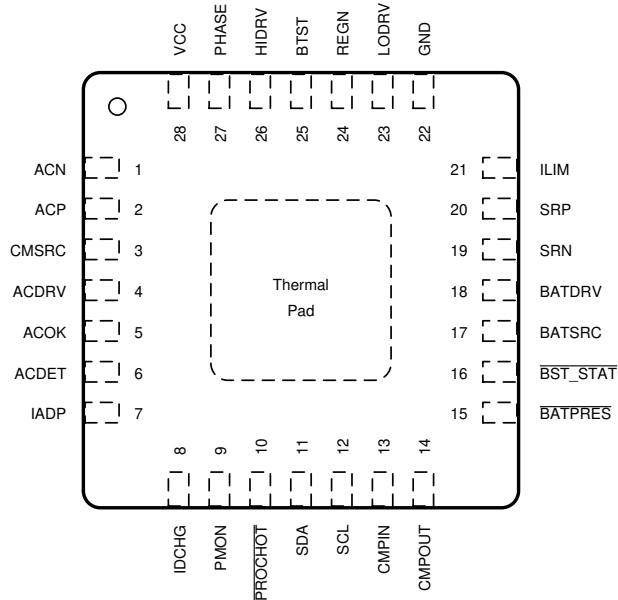 VCC
PHASE
HIDRV
BTST
REGN
LODRV
GND
28
27
26
25
24
23
22
ACN 1
ACP 2
CMSRC 3
ACDRV 4
ACOK 5
ACDET 6
IADP 7
Thermal
Pad
21 ILIM
20 SRP
19 SRN
18 BATDRV
17 BATSRC
16 BST_STAT
15 BATPRES
8
9
10
11
12
13
14
IDCHG
PMON
PROCHOT
SDA
SCL
CMPIN
CMPOUT